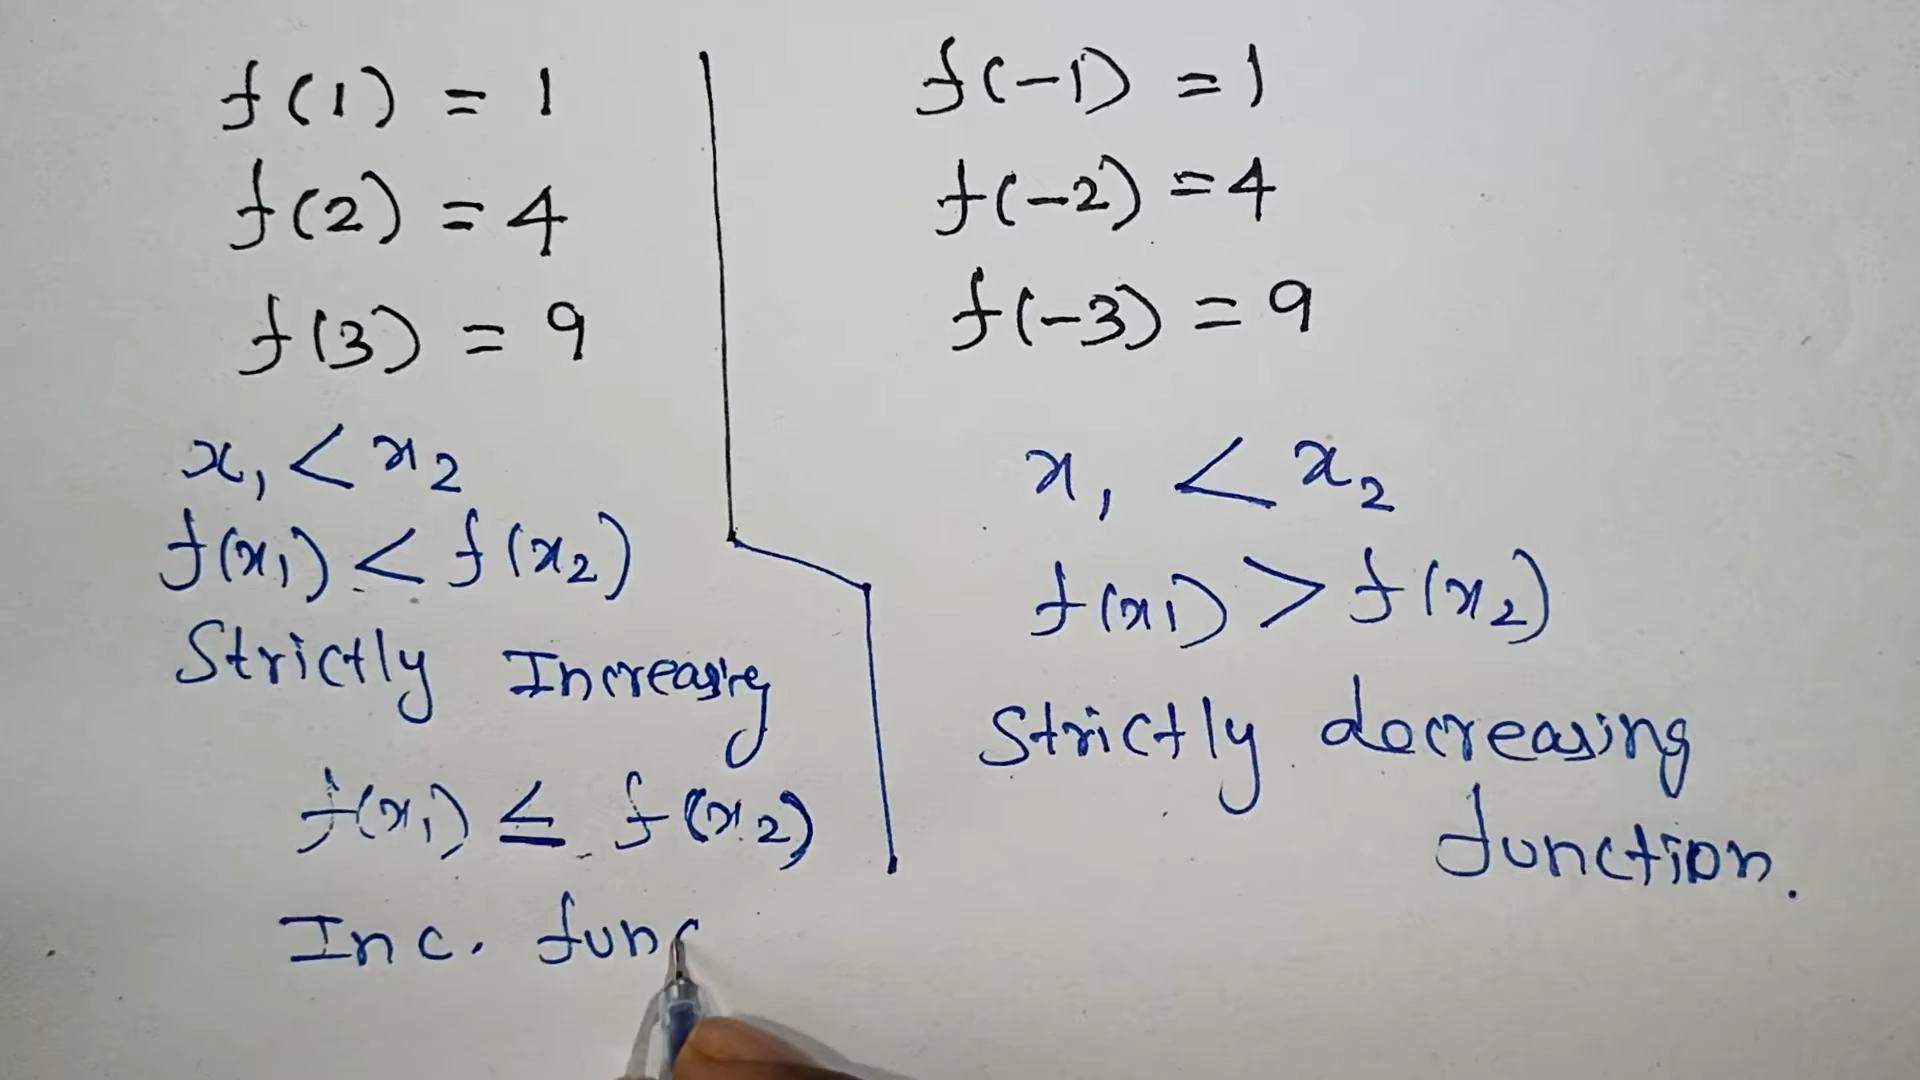 f(1) = 1
f(2) = 4
f(3) = 9
x₁ < x₂
f(x₁) < f(x₂)
Strictly Increasing
f(x₁) ≤ f(x₂)
Inc. func
f(-1) = 1
f(-2) = 4
f(-3) = 9
x₁ < x₂
f(x₁) > f(x₂)
Strictly decreasing
function.